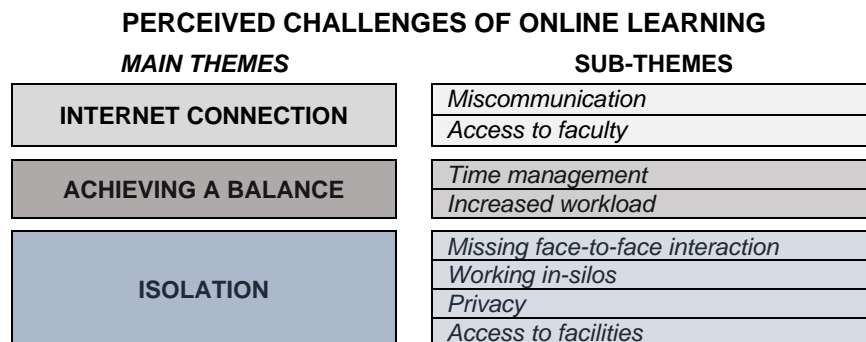 PERCEIVED CHALLENGES OF ONLINE LEARNING
MAIN THEMES
SUB-THEMES
INTERNET CONNECTION
Miscommunication
Access to faculty
ACHIEVING A BALANCE
Time management
Increased workload
ISOLATION
Missing face-to-face interaction
Working in-silos
Privacy
Access to facilities